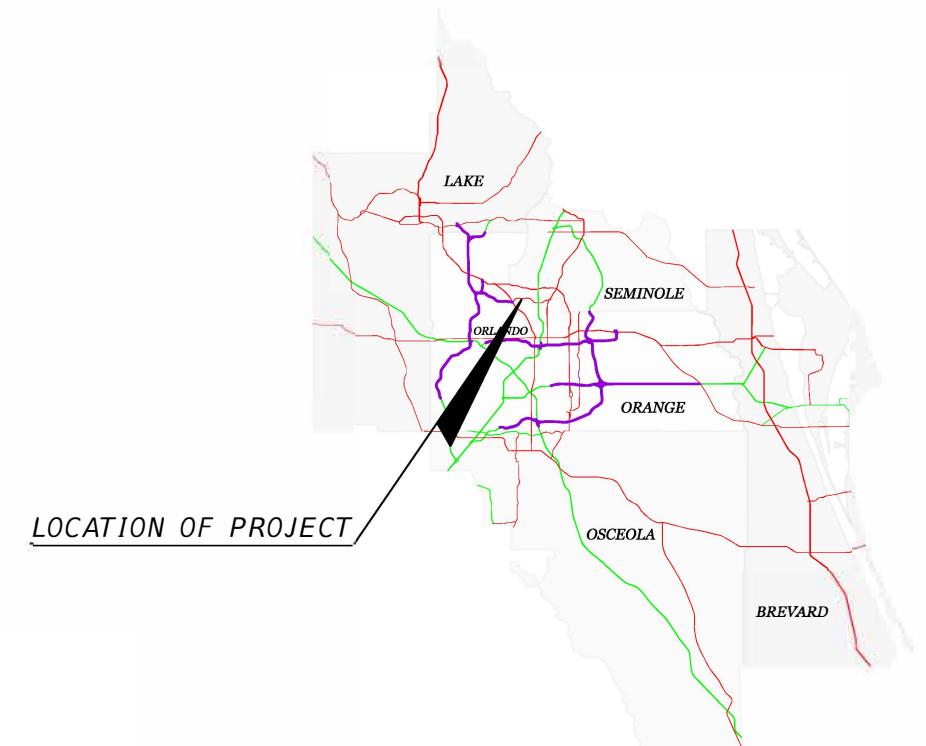 LAKE
SEMINOLE
ORLANDO
ORANGE
LOCATION OF PROJECT
OSCEOLA
BREVARD